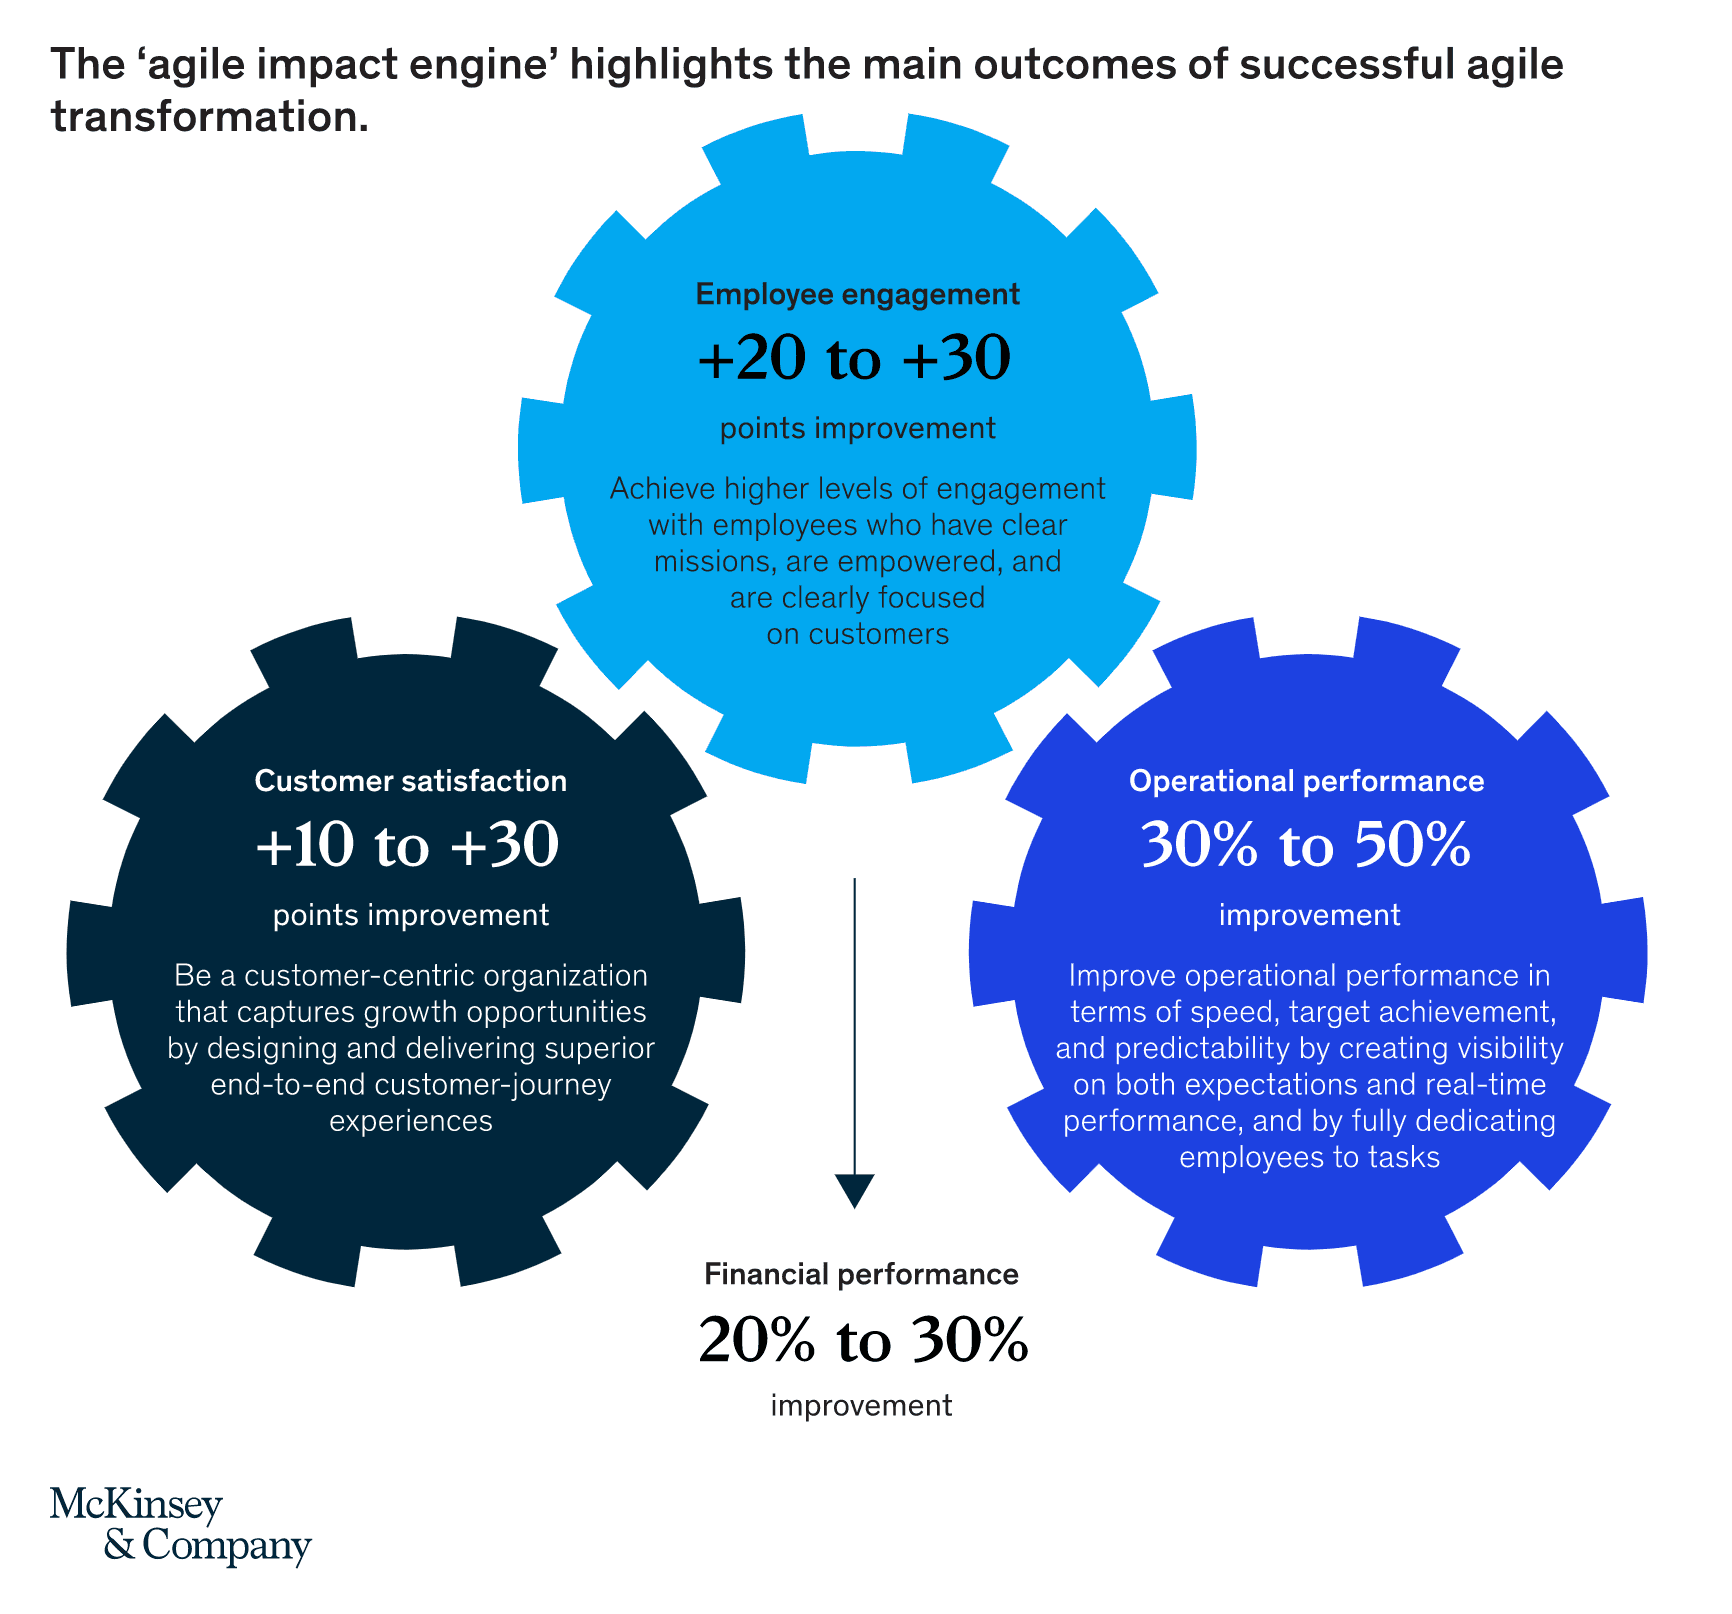 The ‘agile impact engine’ highlights the main outcomes of successful agile
transformation.
Employee engagement
+20 to +30
points improvement
Achieve higher levels of engagement
with employees who have clear
missions, are empowered, and
are clearly focused
on customers
Customer satisfaction
+10 to +30
points improvement
Be a customer-centric organization
that captures growth opportunities
by designing and delivering superior
end-to-end customer-journey
experiences
Operational performance
30% to 50%
improvement
Improve operational performance in
terms of speed, target achievement,
and predictability by creating visibility
on both expectations and real-time
performance, and by fully dedicating
employees to tasks
Financial performance
20% to 30%
improvement
McKinsey
& Company